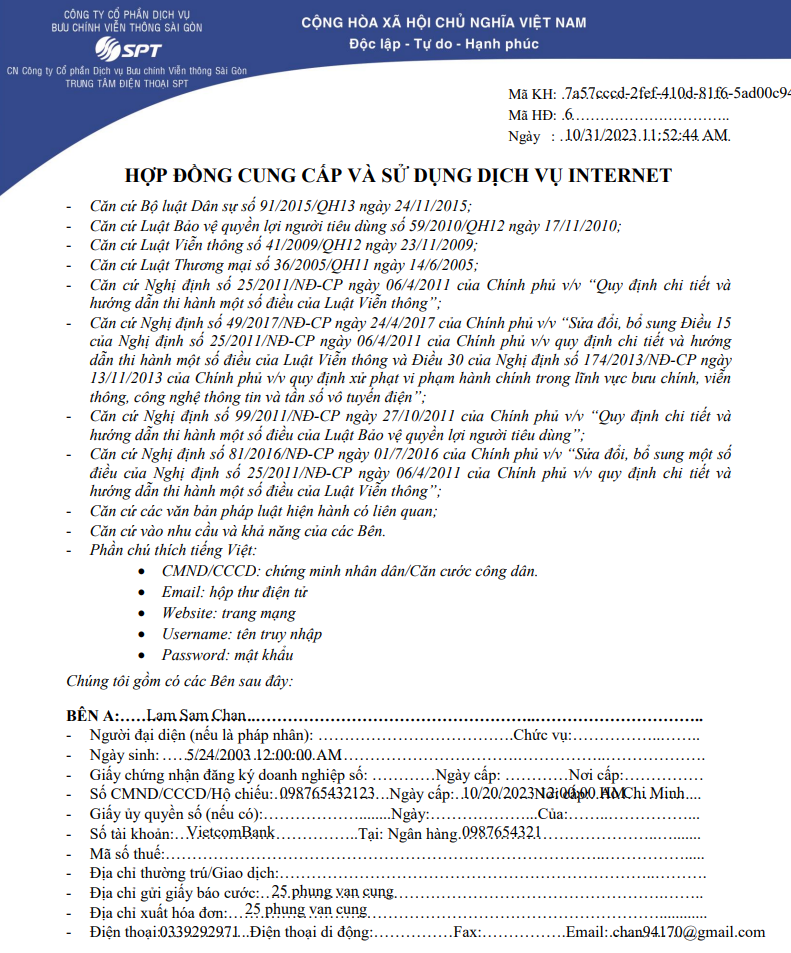 CÔNG TY CỔ PHẦN DỊCH VỤ
BƯU CHÍNH VIỄN THÔNG SÀI GÒN
SPT
CN Công ty Cổ phần Dịch vụ Bưu chính Viễn thông Sài Gòn
TRUNG TÂM ĐIỆN THOẠI SPT
CỘNG HÒA XÃ HỘI CHỦ NGHĨA VIỆT NAM
Độc lập - Tự do - Hạnh phúc
Mã KH: 7a57cccd-2fef-410d-81f6-5ad00c94
Mã HĐ: .6…………………………..
Ngày : 10/31/2023 11:52:44 AM
HỢP ĐỒNG CUNG CẤP VÀ SỬ DỤNG DỊCH VỤ INTERNET
- Căn cứ Bộ luật Dân sự số 91/2015/QH13 ngày 24/11/2015;
- Căn cứ Luật Bảo vệ quyền lợi người tiêu dùng số 59/2010/QH12 ngày 17/11/2010;
- Căn cứ Luật Viễn thông số 41/2009/QH12 ngày 23/11/2009;
- Căn cứ Luật Thương mại số 36/2005/QH11 ngày 14/6/2005;
- Căn cứ Nghị định số 25/2011/NĐ-CP ngày 06/4/2011 của Chính phủ v/v “Quy định chi tiết và
hướng dẫn thi hành một số điều của Luật Viễn thông”;
- Căn cứ Nghị định số 49/2017/NĐ-CP ngày 24/4/2017 của Chính phủ v/v “Sửa đổi, bổ sung Điều 15
của Nghị định số 25/2011/NĐ-CP ngày 06/4/2011 của Chính phủ v/v quy định chi tiết và hướng
dẫn thi hành một số điều của Luật Viễn thông và Điều 30 của Nghị định số 174/2013/NĐ-CP ngày
13/11/2013 của Chính phủ v/v quy định xử phạt vi phạm hành chính trong lĩnh vực bưu chính, viễn
thông, công nghệ thông tin và tần số vô tuyến điện”;
- Căn cứ Nghị định số 99/2011/NĐ-CP ngày 27/10/2011 của Chính phủ v/v “Quy định chi tiết và
hướng dẫn thi hành một số điều của Luật Bảo vệ quyền lợi người tiêu dùng”;
- Căn cứ Nghị định số 81/2016/NĐ-CP ngày 01/7/2016 của Chính phủ v/v “Sửa đổi, bổ sung một số
điều của Nghị định số 25/2011/NĐ-CP ngày 06/4/2011 của Chính phủ v/v quy định chi tiết và
hướng dẫn thi hành một số điều của Luật Viễn thông”;
- Căn cứ các văn bản pháp luật hiện hành có liên quan;
- Căn cứ vào nhu cầu và khả năng của các Bên.
- Phần chú thích tiếng Việt:
• CMND/CCCD: chứng minh nhân dân/Căn cước công dân.
• Email: hộp thư điện tử
• Website: trang mạng
• Username: tên truy nhập
• Password: mật khẩu
Chúng tôi gồm có các Bên sau đây:
BÊN A:……Lam Sam Chan……………………………………………………..
- Người đại diện (nếu là pháp nhân): …………………………….Chức vụ:……………..……..
- Ngày sinh: ….5/24/2003 12:00:00 AM……………………………………………………
- Giấy chứng nhận đăng ký doanh nghiệp số: …………Ngày cấp: …………Nơi cấp:……………
- Số CMND/CCCD/Hộ chiếu: 098765432123…Ngày cấp: 10/20/2023 12:00:00 AM Nơi cấp: Ho Chi Minh…
- Giấy ủy quyền số (nếu có):……………........Ngày:……………….Của:……………………...
- Số tài khoản: VietcomBank…………..Tại: Ngân hàng 0987654321……………………........
- Mã số thuế:……………………………………………………………………………….....
- Địa chỉ thường trú/Giao dịch:……………………………………………………..……….
- Địa chỉ gửi giấy báo cước: 25 phung van cung……………………………………..……..
- Địa chỉ xuất hóa đơn: 25 phung van cung……………………………………………...........
- Điện thoại:0339292971..Điện thoại di động:……………Fax:……………Email: chan94170@gmail.com